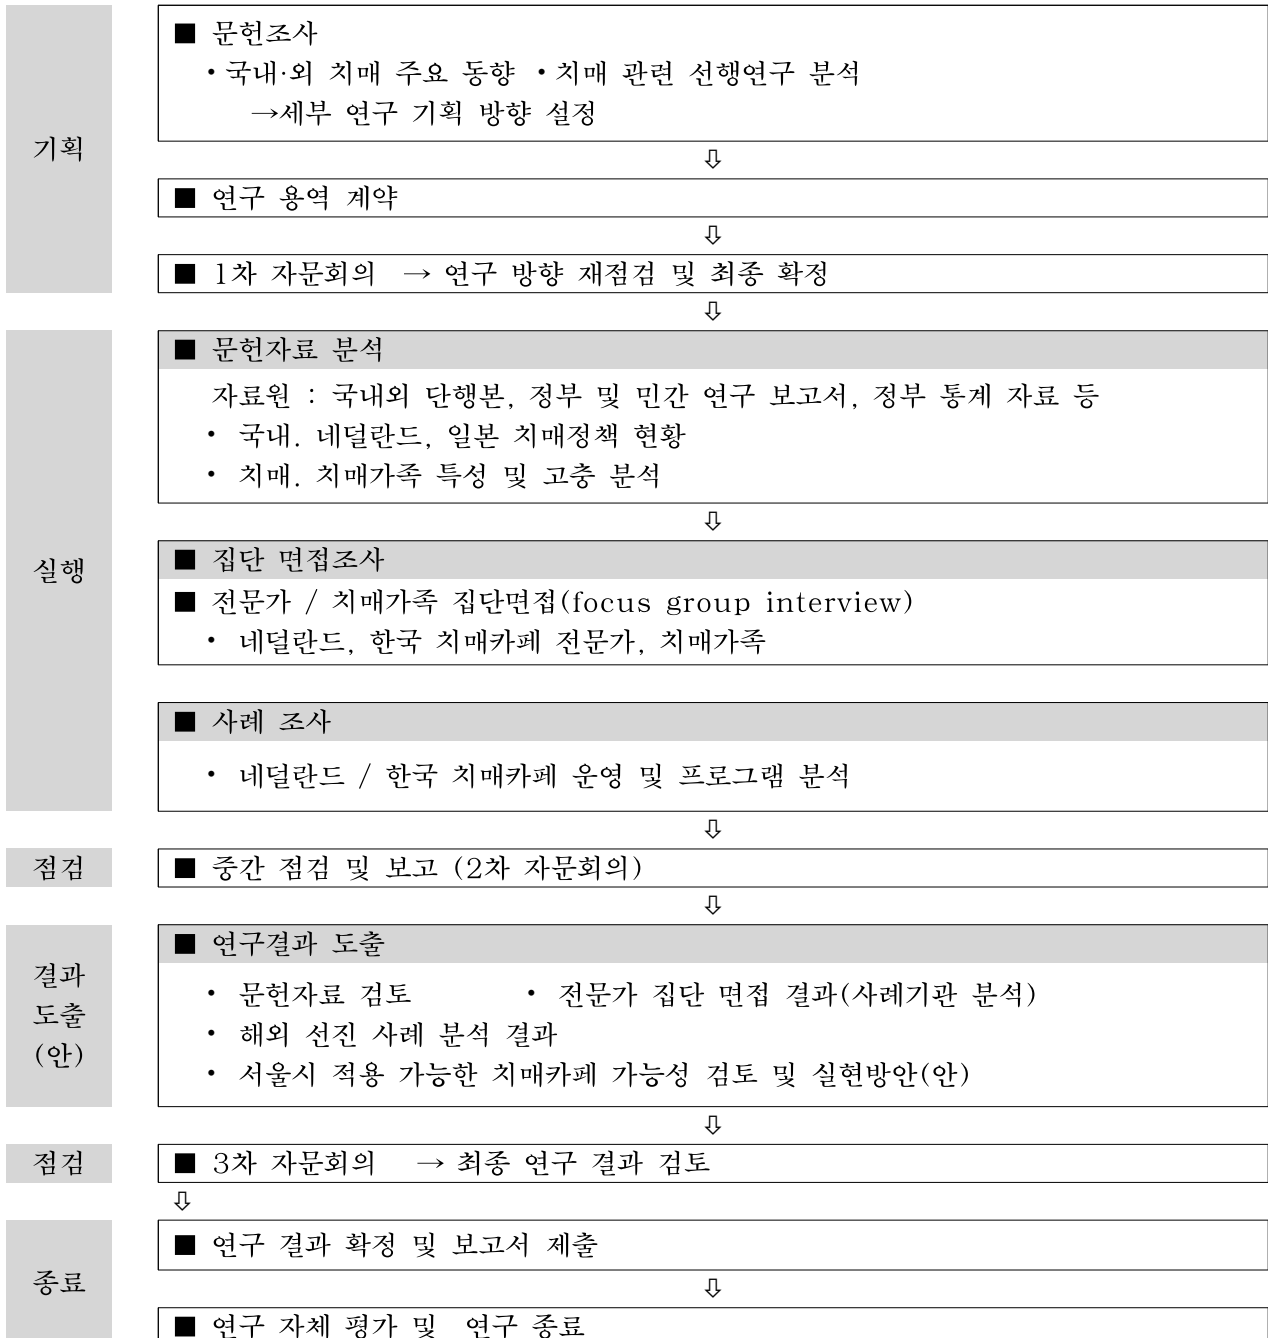 기획
■ 문헌조사
・국내·외 치매 주요 동향 ・치매 관련 선행연구 분석
→세부 연구 기획 방향 설정
⇩
■ 연구 용역 계약
⇩
■ 1차 자문회의 → 연구 방향 재점검 및 최종 확정
⇩
실행
■ 문헌자료 분석
자료원 : 국내외 단행본, 정부 및 민간 연구 보고서, 정부 통계 자료 등
・ 국내. 네덜란드, 일본 치매정책 현황
・ 치매. 치매가족 특성 및 고충 분석
⇩
■ 집단 면접조사
■ 전문가 / 치매가족 집단면접(focus group interview)
・ 네덜란드, 한국 치매카페 전문가, 치매가족
■ 사례 조사
・ 네덜란드 / 한국 치매카페 운영 및 프로그램 분석
⇩
점검
■ 중간 점검 및 보고 (2차 자문회의)
⇩
결과
도출
(안)
■ 연구결과 도출
・ 문헌자료 검토 ・ 전문가 집단 면접 결과(사례기관 분석)
・ 해외 선진 사례 분석 결과
・ 서울시 적용 가능한 치매카페 가능성 검토 및 실현방안(안)
⇩
점검
■ 3차 자문회의 → 최종 연구 결과 검토
⇩
종료
■ 연구 결과 확정 및 보고서 제출
⇩
■ 연구 자체 평가 및 연구 종료